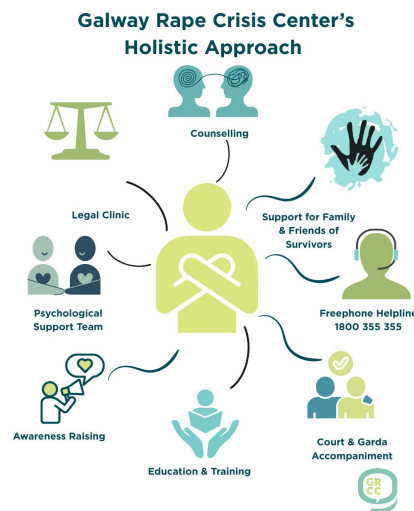 Galway Rape Crisis Center's
Holistic Approach
Counselling
Legal Clinic
Support for Family
& Friends of
Survivors
Psychological
Support Team
Freephone Helpline
1800 355 355
Awareness Raising
Education & Training
Court & Garda
Accompaniment
GR
CC